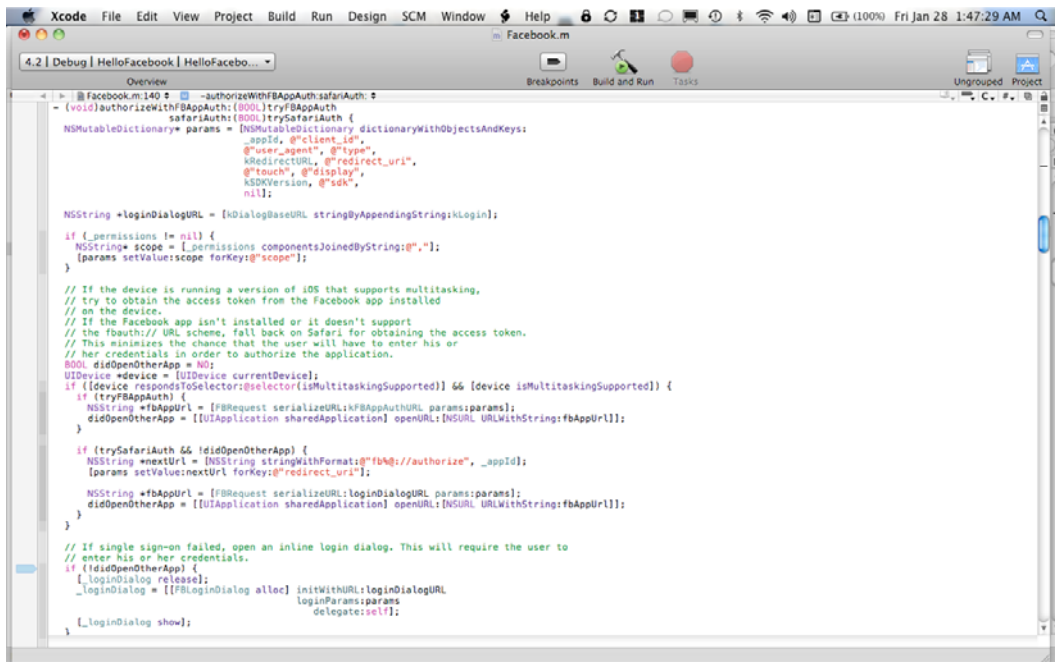 Xcode File Edit View Project Build Run Design SCM Window Help (100%) Fri Jan 28 1:47:29 AM
Facebook.m
4.2 | Debug | HelloFacebook | HelloFacebo...
Overview Breakpoints Build and Run Tasks Ungrouped Project
Facebook.m:140 -authorizeWithFBAppAuth:safariAuth:
- (void)authorizeWithFBAppAuth:(BOOL)tryFBAppAuth
safariAuth:(BOOL)trySafariAuth {
NSMutableDictionary* params = [NSMutableDictionary dictionaryWithObjectsAndKeys:
_appId, @"client_id",
@"user_agent", @"type",
kRedirectURL, @"redirect_uri",
@"touch", @"display",
kSDKVersion, @"sdk",
nil];
NSString *loginDialogURL = [kDialogBaseURL stringByAppendingString:kLogin];
if (_permissions != nil) {
NSString* scope = [_permissions componentsJoinedByString:@","];
[params setValue:scope forKey:@"scope"];
}
// If the device is running a version of iOS that supports multitasking,
// try to obtain the access token from the Facebook app installed
// on the device.
// If the Facebook app isn't installed or it doesn't support
// the fbauth:// URL scheme, fall back on Safari for obtaining the access token.
// This minimizes the chance that the user will have to enter his or
// her credentials in order to authorize the application.
BOOL didOpenOtherApp = NO;
UIDevice *device = [UIDevice currentDevice];
if ([device respondsToSelector:@selector(isMultitaskingSupported)] && [device isMultitaskingSupported]) {
if (tryFBAppAuth) {
NSString *fbAppUrl = [FBRequest serializeURL:kFBAppAuthURL params:params];
didOpenOtherApp = [[UIApplication sharedApplication] openURL:[NSURL URLWithString:fbAppUrl]];
}
if (trySafariAuth && !didOpenOtherApp) {
NSString *nextUrl = [NSString stringWithFormat:@"fb%@://authorize", _appId];
[params setValue:nextUrl forKey:@"redirect_uri"];
NSString *fbAppUrl = [FBRequest serializeURL:loginDialogURL params:params];
didOpenOtherApp = [[UIApplication sharedApplication] openURL:[NSURL URLWithString:fbAppUrl]];
}
}
// If single sign-on failed, open an inline login dialog. This will require the user to
// enter his or her credentials.
if (!didOpenOtherApp) {
[_loginDialog release];
_loginDialog = [[FBLoginDialog alloc] initWithURL:loginDialogURL
loginParams:params
delegate:self];
[_loginDialog show];
}